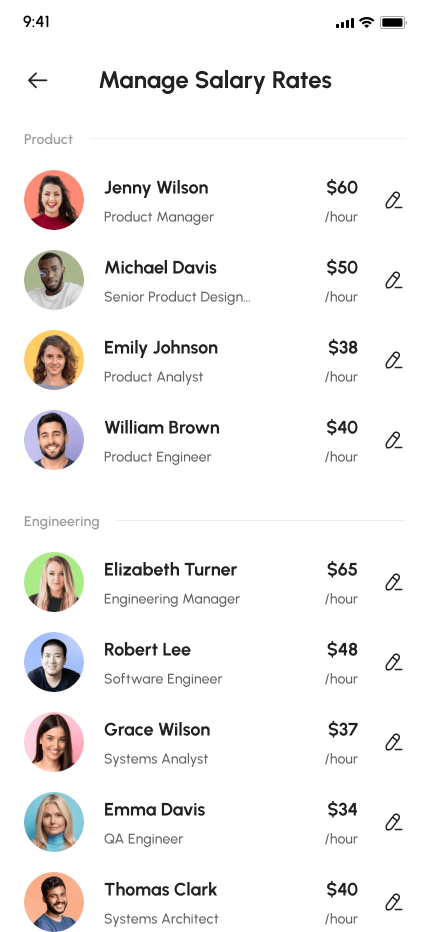 9:41
Manage Salary Rates
Product
Jenny Wilson $60
Product Manager /hour
Michael Davis $50
Senior Product Design... /hour
Emily Johnson $38
Product Analyst /hour
William Brown $40
Product Engineer /hour
Engineering
Elizabeth Turner $65
Engineering Manager /hour
Robert Lee $48
Software Engineer /hour
Grace Wilson $37
Systems Analyst /hour
Emma Davis $34
QA Engineer /hour
Thomas Clark $40
Systems Architect /hour